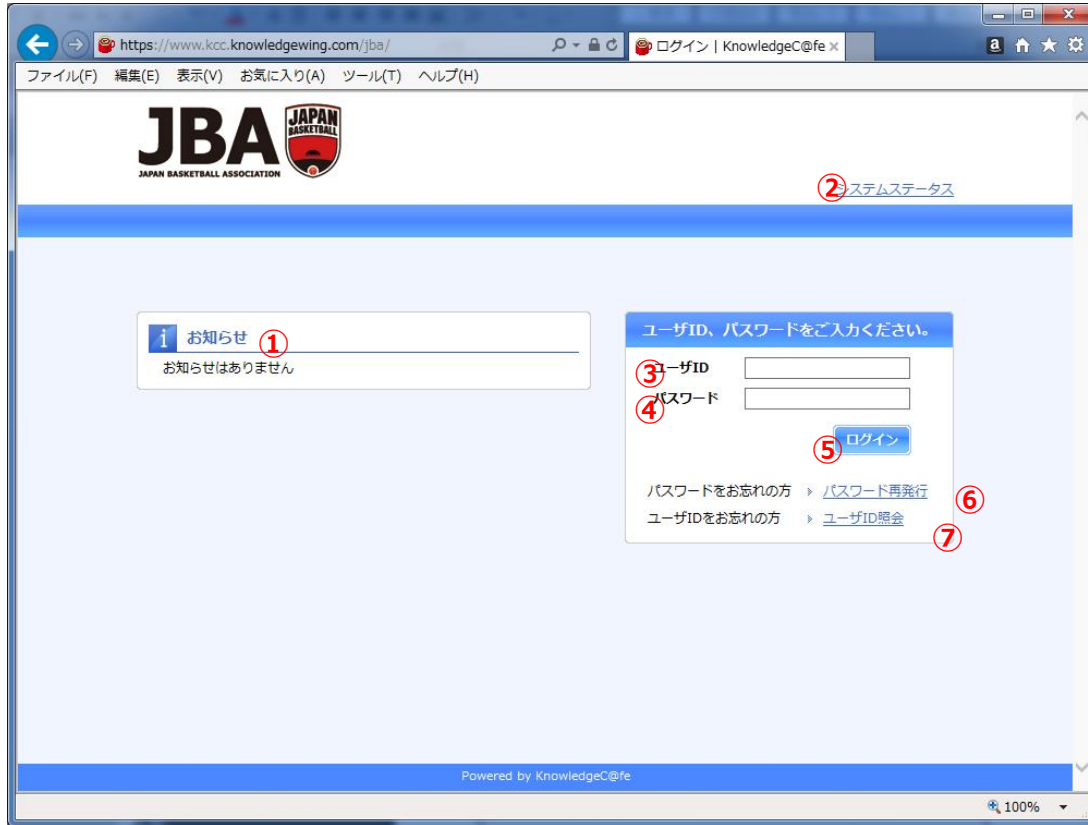 https://www.kcc.knowledgewing.com/jba/
ログイン | KnowledgeC@fe
ファイル(F) 編集(E) 表示(V) お気に入り(A) ツール(T) ヘルプ(H)
JBA
JAPAN BASKETBALL ASSOCIATION
JAPAN
BASKETBALL
② システムステータス
お知らせ ①
お知らせはありません
ユーザID、パスワードをご入力ください。
③ ユーザID
④ パスワード
⑤ ログイン
パスワードをお忘れの方 パスワード再発行 ⑥
ユーザIDをお忘れの方 ユーザID照会
⑦
Powered by KnowledgeC@fe
100%